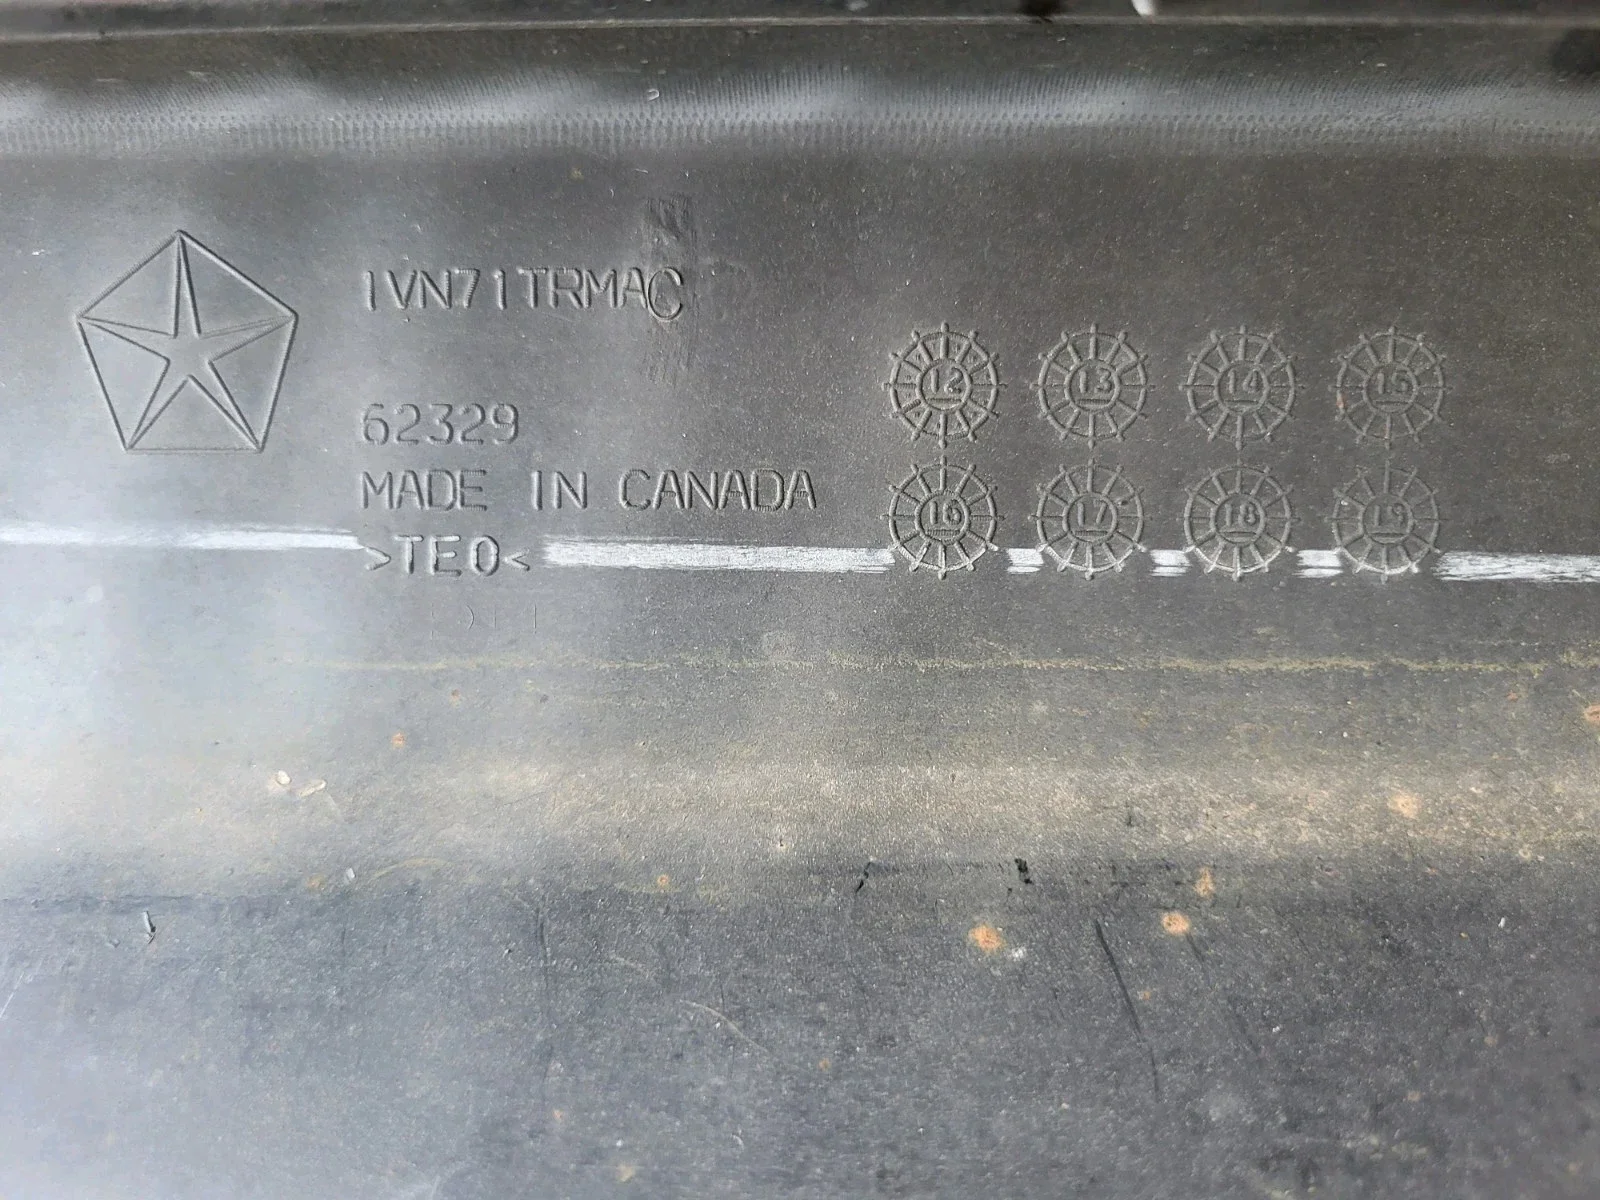 1VN71TRMAC
62329
MADE IN CANADA
>TEO<
12 13 14 15
16 17 18 19